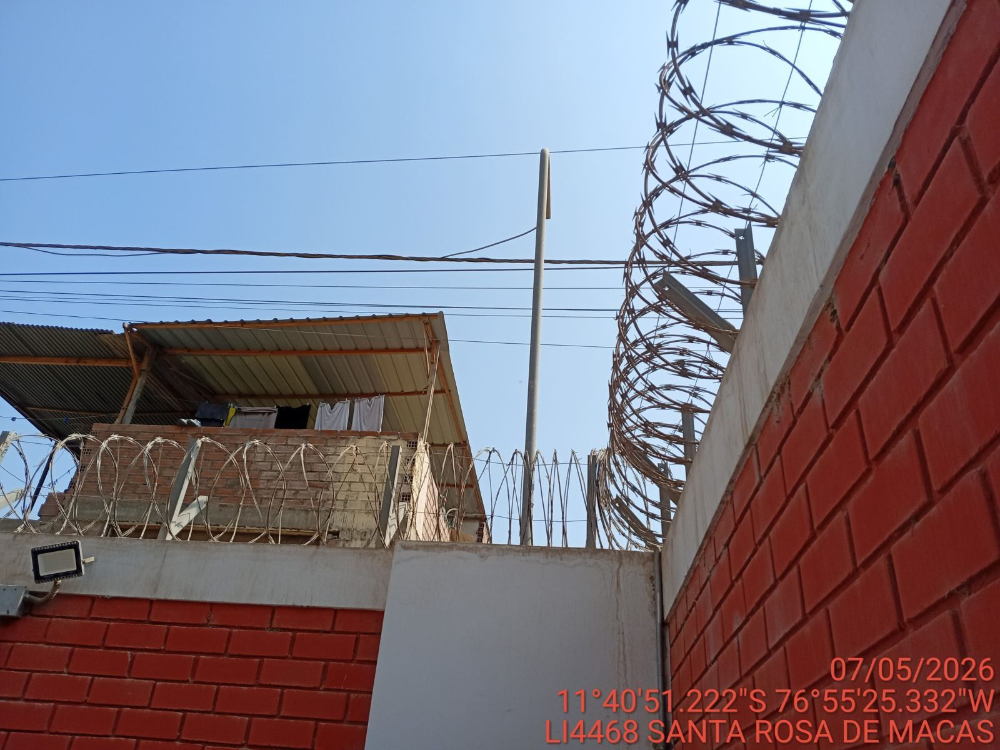 07/05/2026
11°40'51.222"S 76°55'25.332"W
LI4468 SANTA ROSA DE MACAS